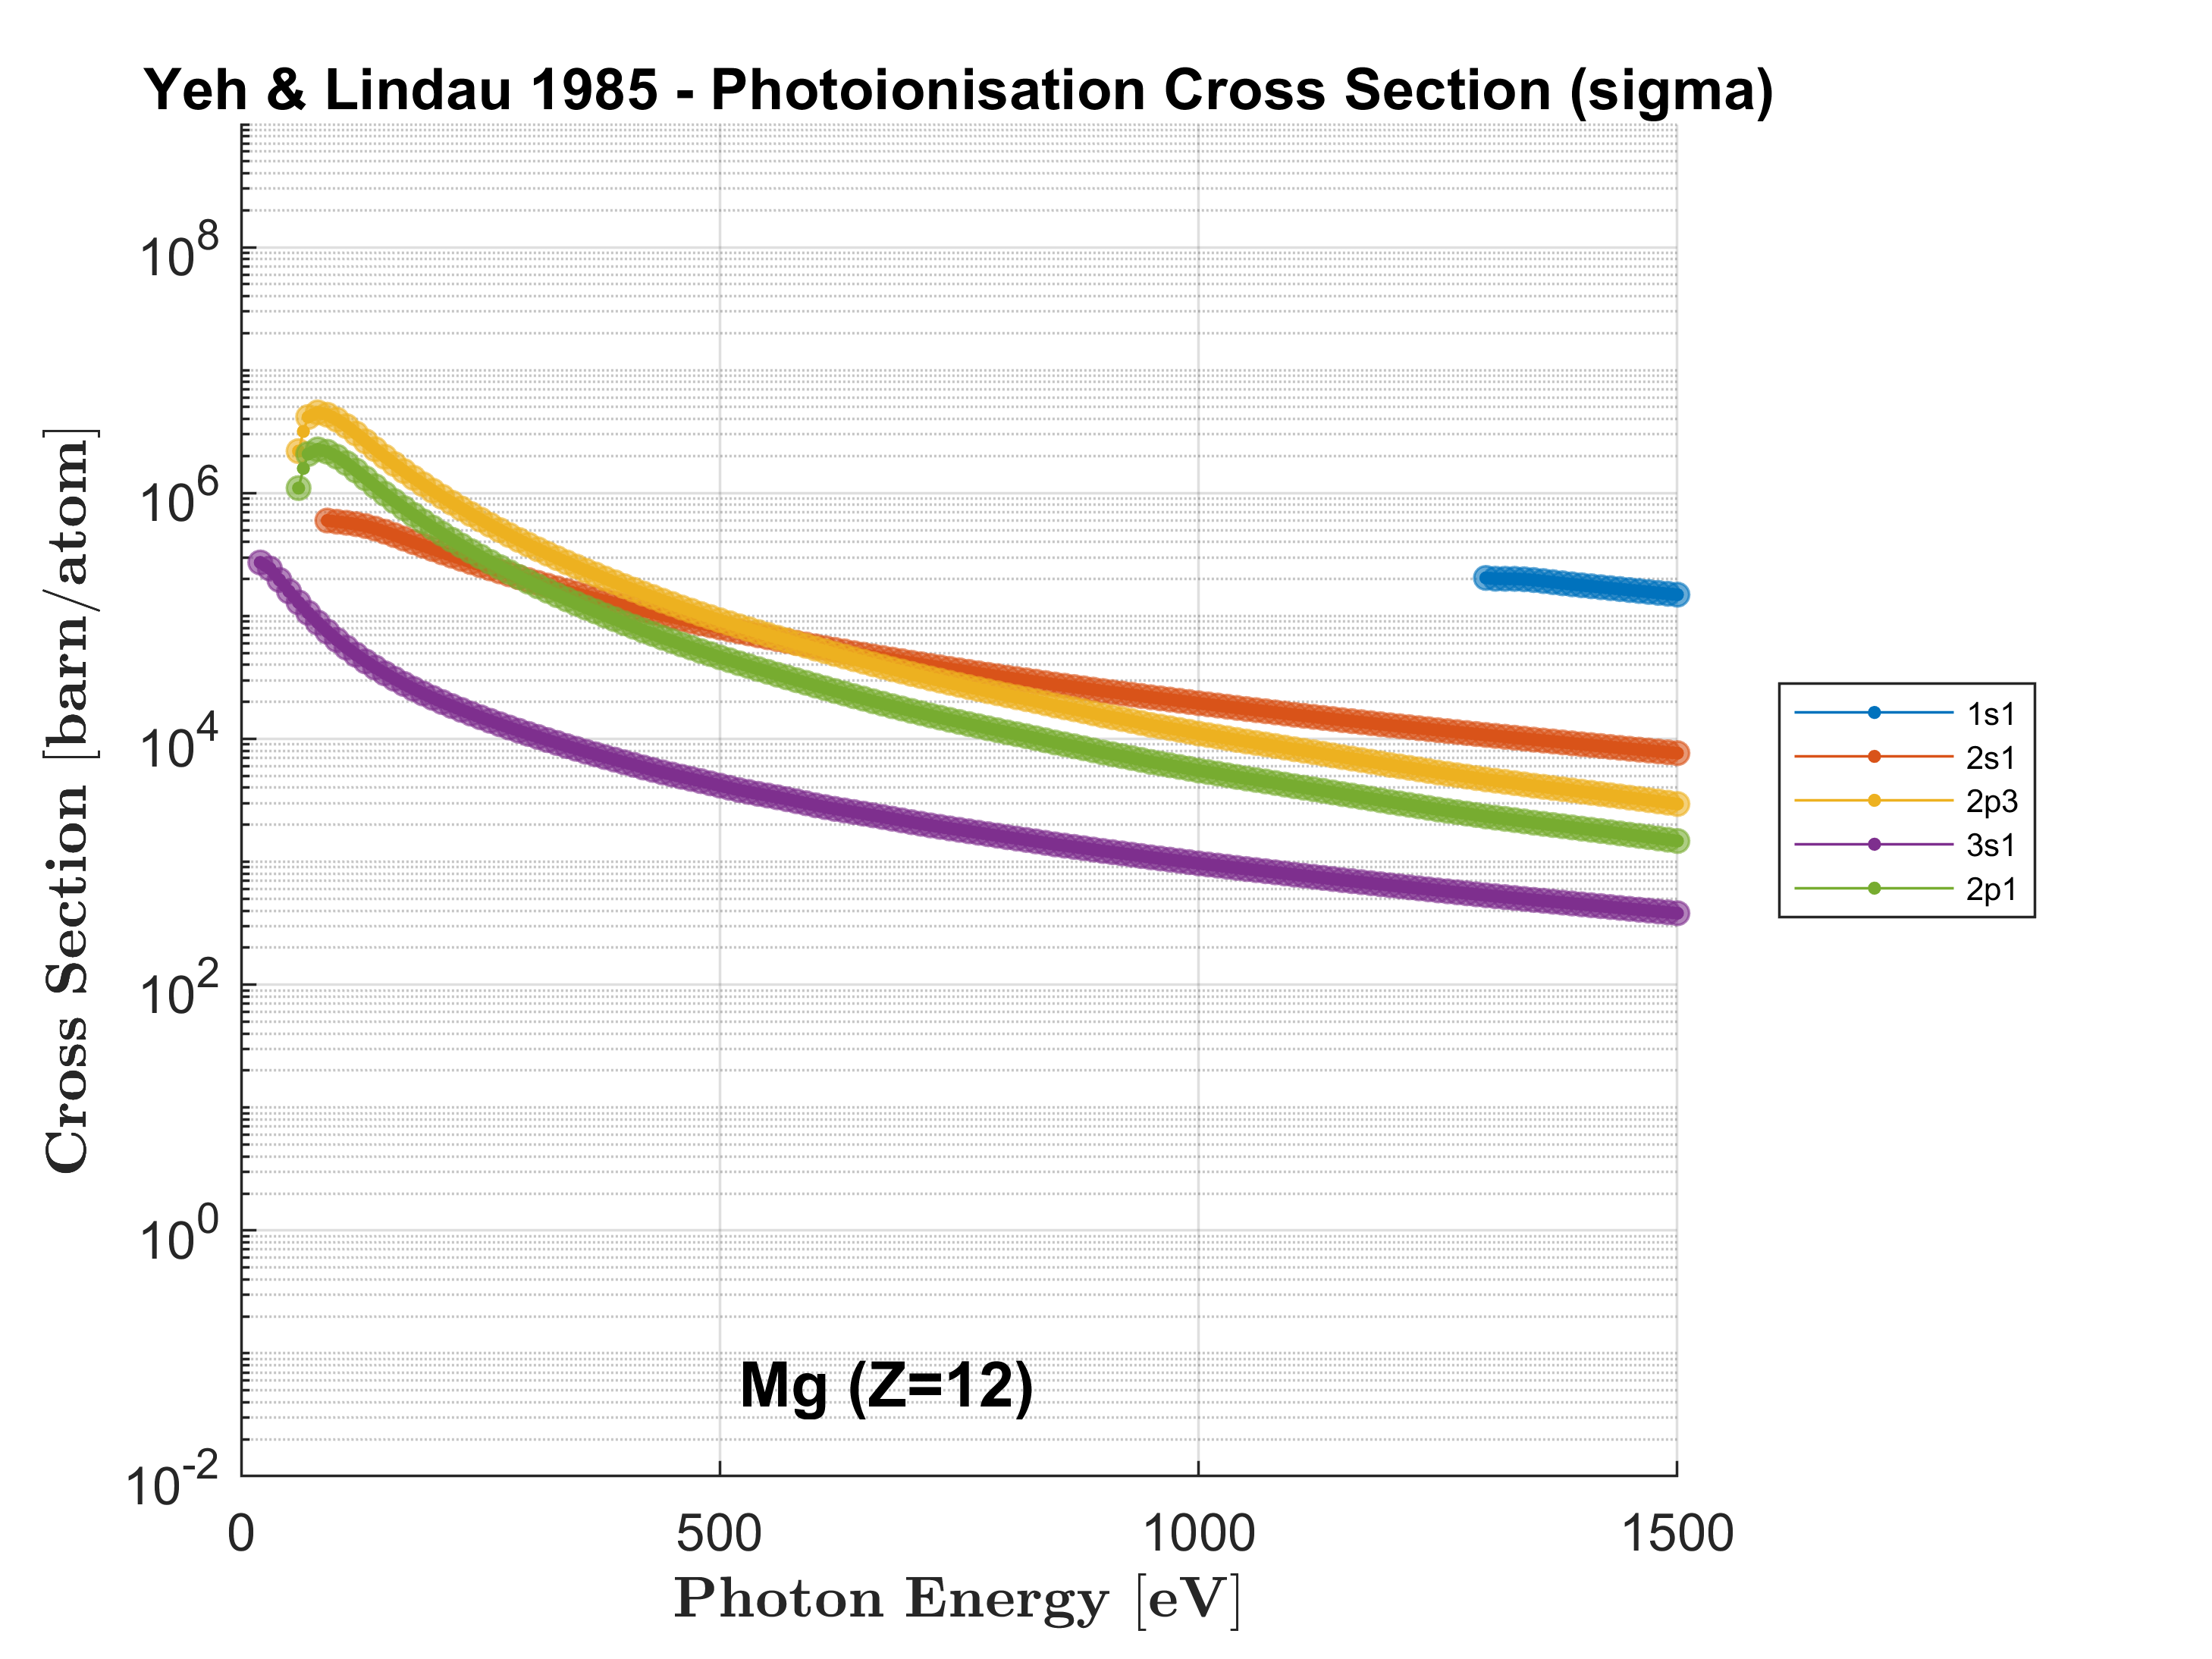 Yeh & Lindau 1985 - Photoionisation Cross Section (sigma)
Cross Section [barn/atom]
10^8
10^6
10^4
10^2
10^0
10^-2
0 500 1000 1500
Photon Energy [eV]
Mg (Z=12)
1s1
2s1
2p3
3s1
2p1